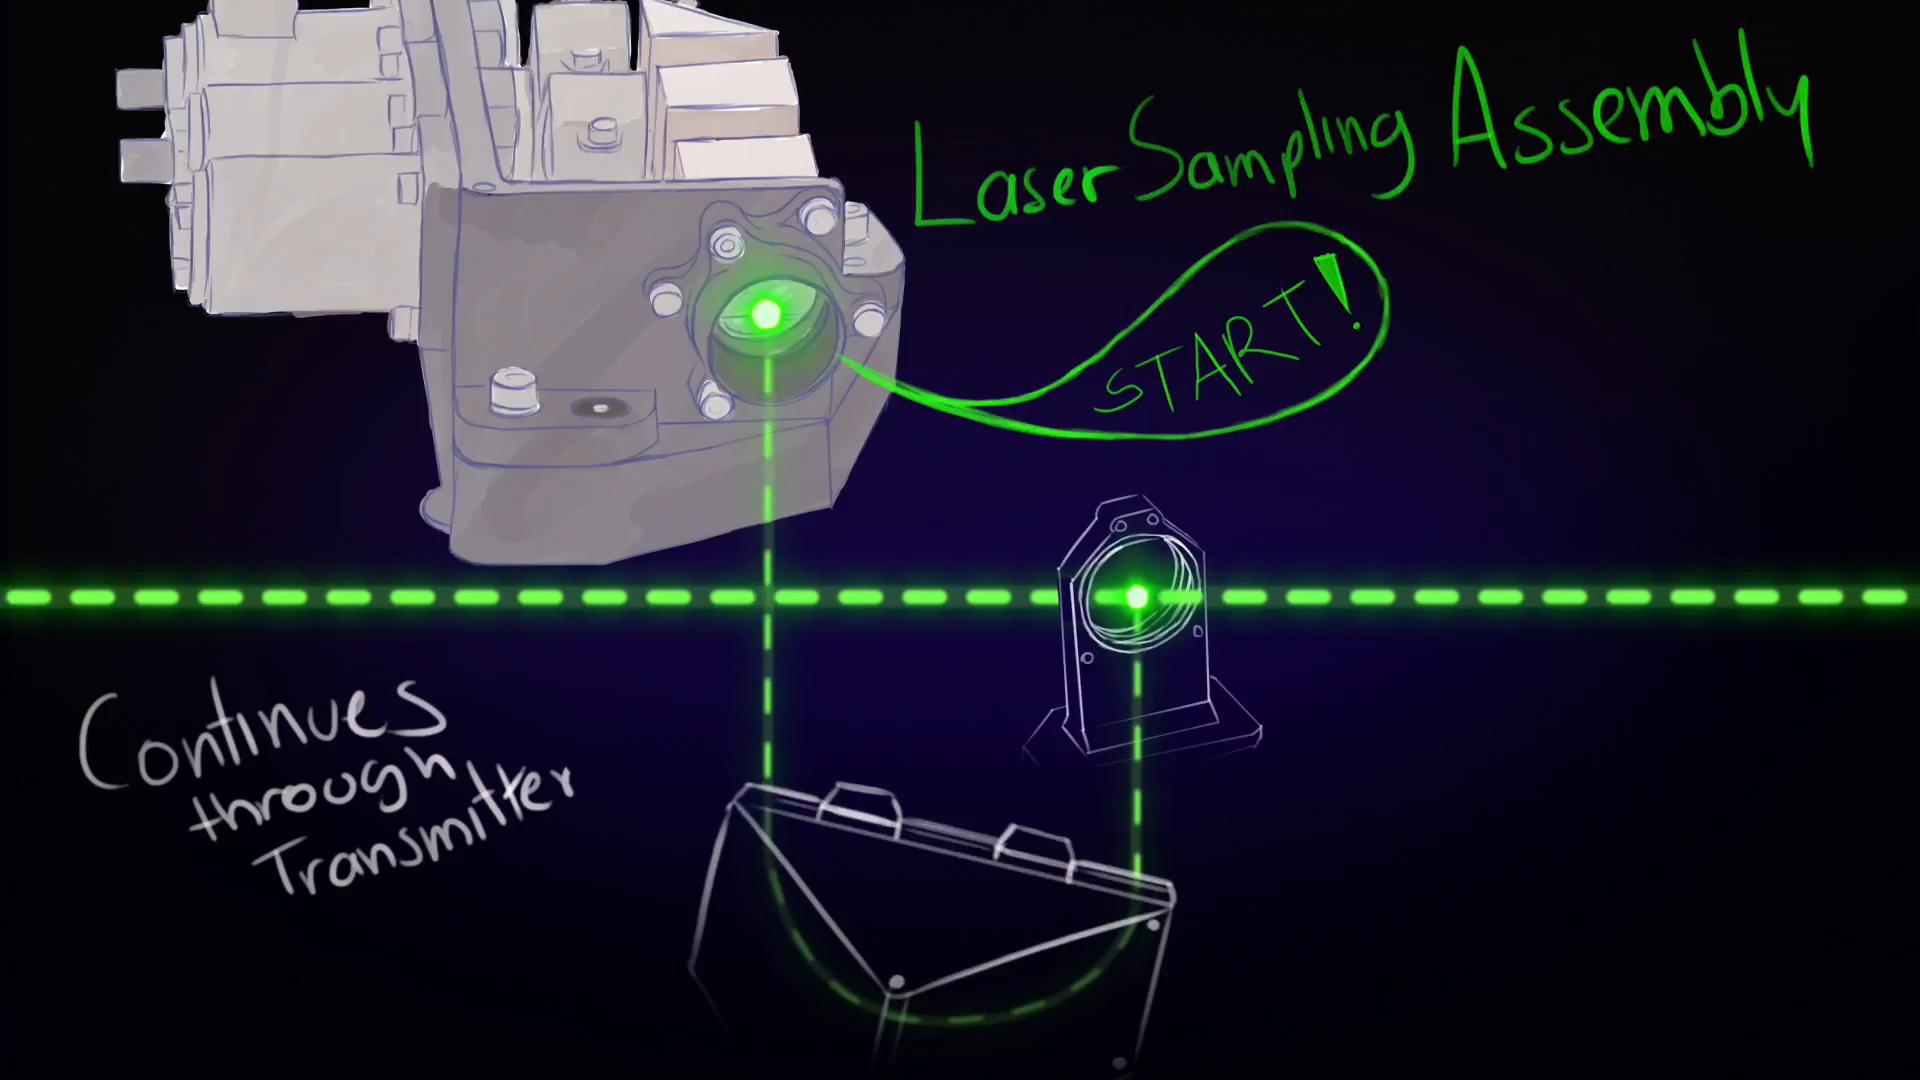 Laser Sampling Assembly
START!
Continues
through
Transmitter